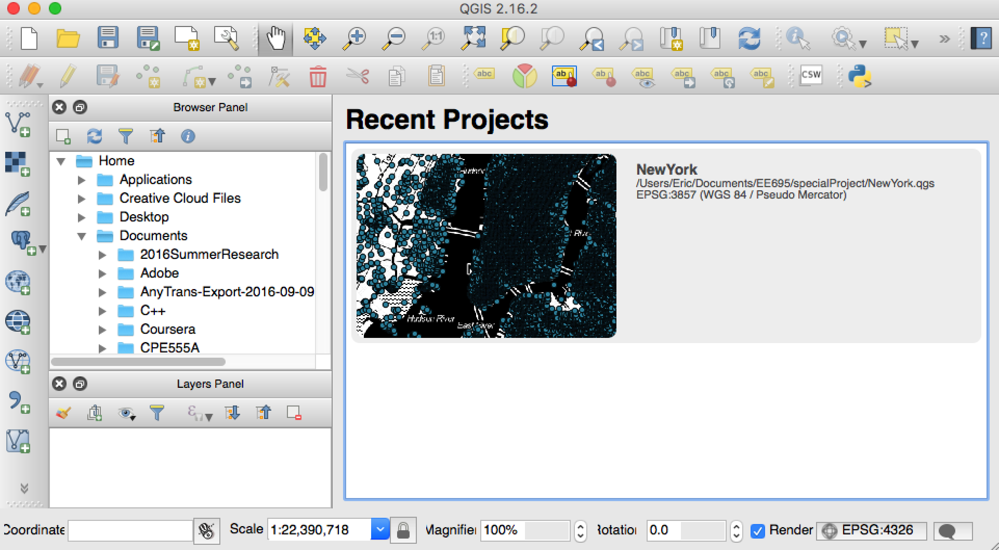 QGIS 2.16.2
1:1
abc
ab
ab
abc
abc
abc
abc
CSW
Browser Panel
Home
Applications
Creative Cloud Files
Desktop
Documents
2016SummerResearch
Adobe
AnyTrans-Export-2016-09-09
C++
Coursera
CPE555A
Layers Panel
Recent Projects
Hudson River
East River
NewYork
/Users/Eric/Documents/EE695/specialProject/NewYork.qgs
EPSG:3857 (WGS 84 / Pseudo Mercator)
Coordinate
Scale 1:22,390,718
Magnifier 100%
Rotation 0.0
Render
EPSG:4326